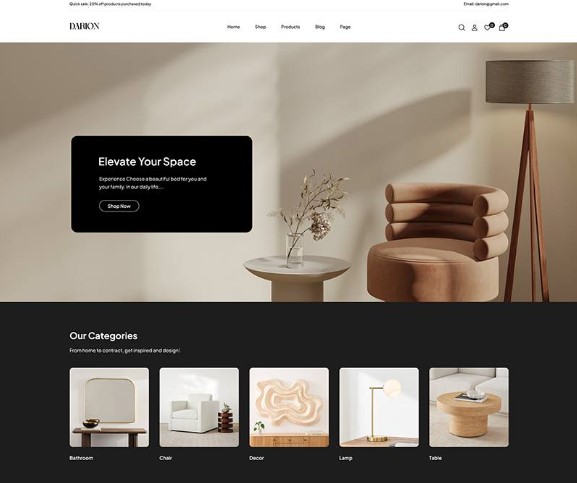 Quick sale: 20% off products purchased today
Email: darion@gmail.com
DARION
Home Shop Products Blog Page
0 0
Elevate Your Space
Experience Choose a beautiful bed for you and
your family. In our daily life,...
Shop Now
Our Categories
From home to contract, get inspired and design!
Bathroom Chair Decor Lamp Table